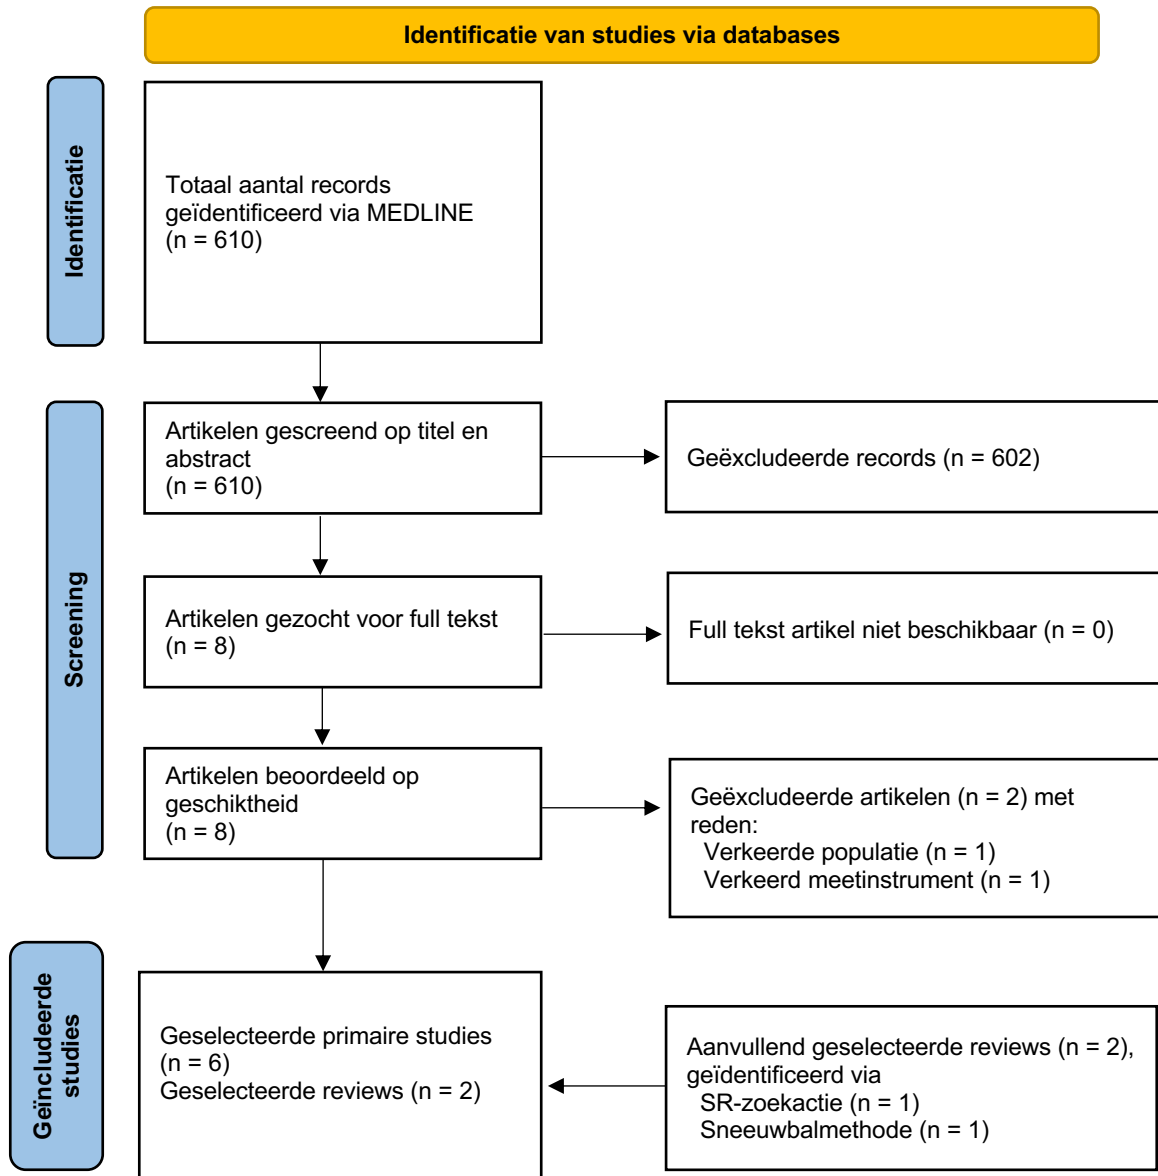 Identificatie van studies via databases
Identificatie
Totaal aantal records
geïdentificeerd via MEDLINE
(n = 610)
Screening
Artikelen gescreend op titel en
abstract
(n = 610)
Geëxcludeerde records (n = 602)
Artikelen gezocht voor full tekst
(n = 8)
Full tekst artikel niet beschikbaar (n = 0)
Artikelen beoordeeld op
geschiktheid
(n = 8)
Geëxcludeerde artikelen (n = 2) met
reden:
Verkeerde populatie (n = 1)
Verkeerd meetinstrument (n = 1)
Geïncludeerde
studies
Geselecteerde primaire studies
(n = 6)
Geselecteerde reviews (n = 2)
Aanvullend geselecteerde reviews (n = 2),
geïdentificeerd via
SR-zoekactie (n = 1)
Sneeuwbalmethode (n = 1)